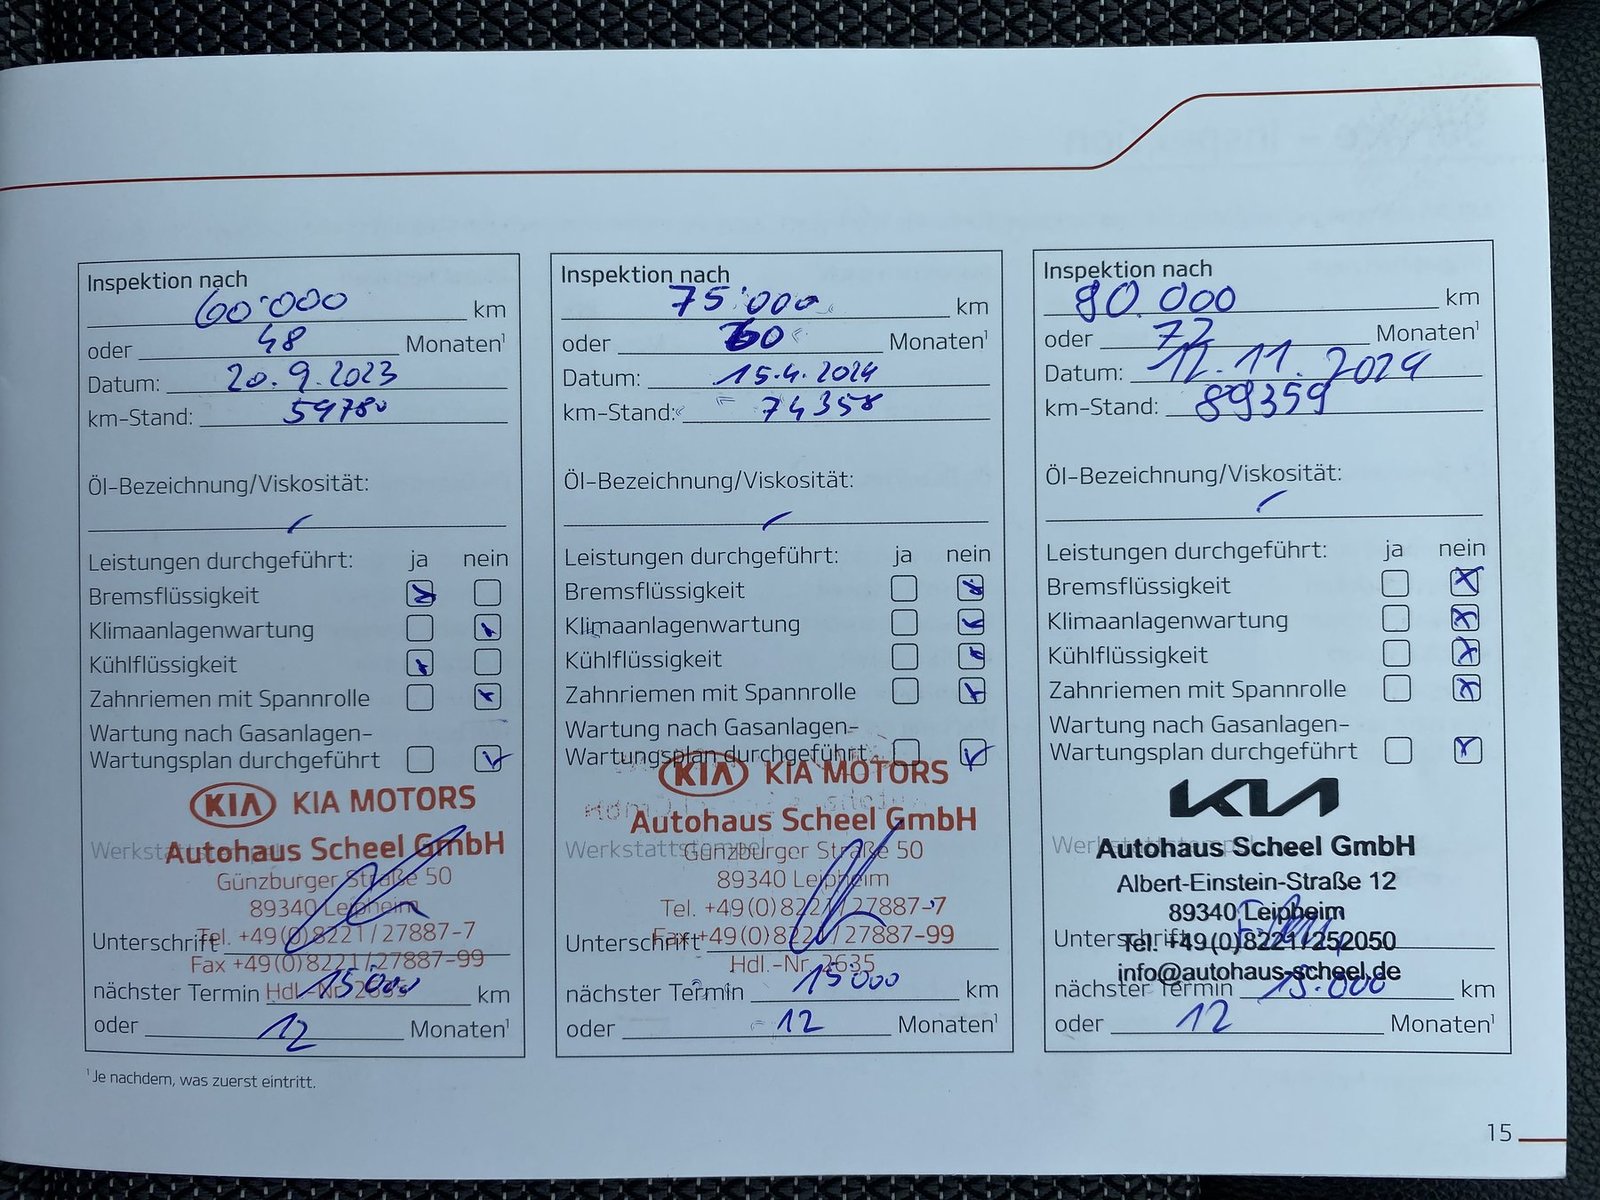 Inspektion nach
60.000 km
oder 48 Monaten¹
Datum: 20.9.2023
km-Stand: 59780
Öl-Bezeichnung/Viskosität:
Leistungen durchgeführt: ja nein
Bremsflüssigkeit
Klimaanlagenwartung
Kühlflüssigkeit
Zahnriemen mit Spannrolle
Wartung nach Gasanlagen-
Wartungsplan durchgeführt
KIA KIA MOTORS
Werkstattstempel
Autohaus Scheel GmbH
Günzburger Straße 50
89340 Leipheim
Unterschrift
Tel. +49(0)8221/27887-7
Fax +49(0)8221/27887-99
Hdl.-Nr. 2635
nächster Termin 15000 km
oder 12 Monaten¹
¹Je nachdem, was zuerst eintritt.
Inspektion nach
75.000 km
oder 60 Monaten¹
Datum: 15.4.2024
km-Stand: 74358
Öl-Bezeichnung/Viskosität:
Leistungen durchgeführt: ja nein
Bremsflüssigkeit
Klimaanlagenwartung
Kühlflüssigkeit
Zahnriemen mit Spannrolle
Wartung nach Gasanlagen-
Wartungsplan durchgeführt
KIA KIA MOTORS
Autohaus Scheel GmbH
Werkstattstempel
Günzburger Straße 50
89340 Leipheim
Tel. +49(0)8221/27887-7
Unterschrift
Fax +49(0)8221/27887-99
Hdl.-Nr. 2635
nächster Termin 15000 km
oder 12 Monaten¹
Inspektion nach
90.000 km
oder 72 Monaten¹
Datum: 12.11.2024
km-Stand: 89359
Öl-Bezeichnung/Viskosität:
Leistungen durchgeführt: ja nein
Bremsflüssigkeit
Klimaanlagenwartung
Kühlflüssigkeit
Zahnriemen mit Spannrolle
Wartung nach Gasanlagen-
Wartungsplan durchgeführt
KIA
Werkstattstempel
Autohaus Scheel GmbH
Albert-Einstein-Straße 12
89340 Leipheim
Unterschrift
Tel. +49(0)8221/252050
info@autohaus-scheel.de
nächster Termin 15.000 km
oder 12 Monaten¹
15